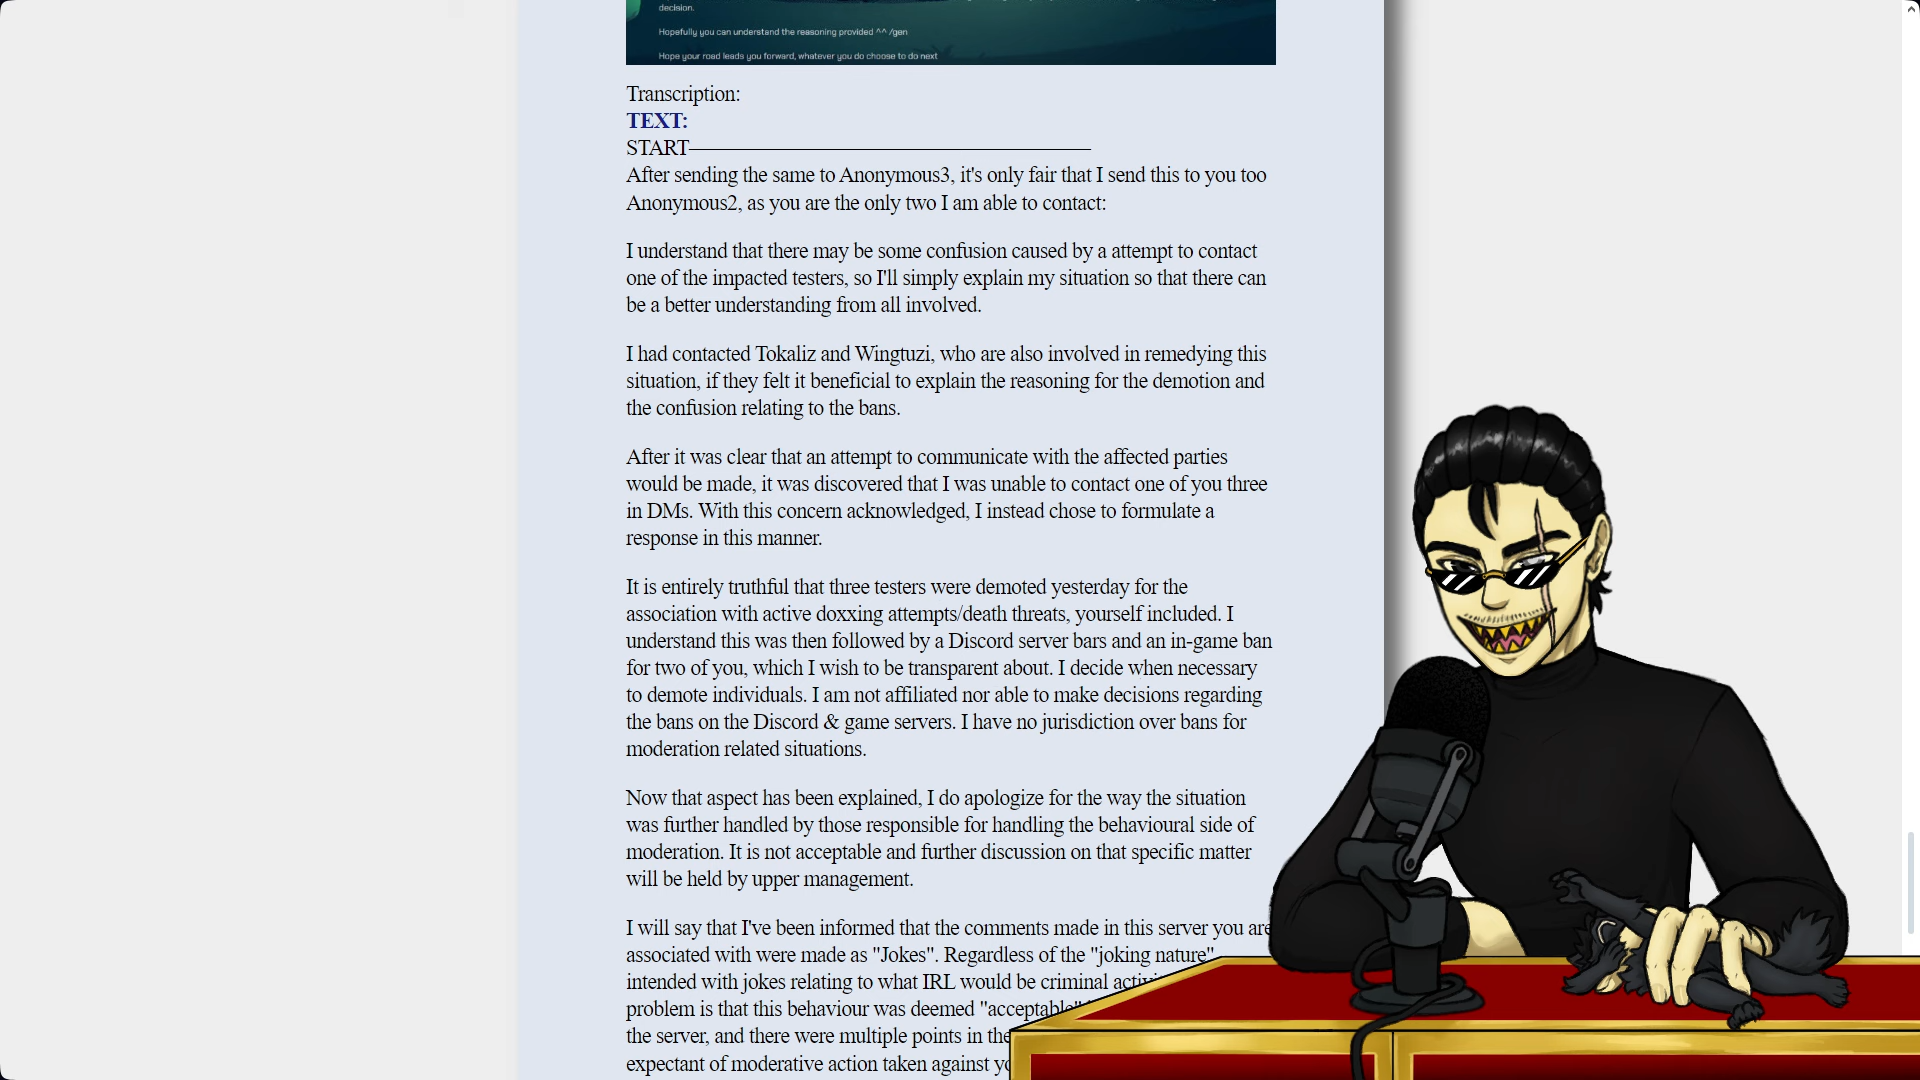 decision.
Hopefully you can understand the reasoning provided ^^ /gen
Hope your road leads you forward, whatever you do choose to do next
Transcription:
TEXT:
START————————————————————
After sending the same to Anonymous3, it's only fair that I send this to you too
Anonymous2, as you are the only two I am able to contact:
I understand that there may be some confusion caused by a attempt to contact
one of the impacted testers, so I'll simply explain my situation so that there can
be a better understanding from all involved.
I had contacted Tokaliz and Wingtuzi, who are also involved in remedying this
situation, if they felt it beneficial to explain the reasoning for the demotion and
the confusion relating to the bans.
After it was clear that an attempt to communicate with the affected parties
would be made, it was discovered that I was unable to contact one of you three
in DMs. With this concern acknowledged, I instead chose to formulate a
response in this manner.
It is entirely truthful that three testers were demoted yesterday for the
association with active doxxing attempts/death threats, yourself included. I
understand this was then followed by a Discord server bars and an in-game ban
for two of you, which I wish to be transparent about. I decide when necessary
to demote individuals. I am not affiliated nor able to make decisions regarding
the bans on the Discord & game servers. I have no jurisdiction over bans for
moderation related situations.
Now that aspect has been explained, I do apologize for the way the situation
was further handled by those responsible for handling the behavioural side of
moderation. It is not acceptable and further discussion on that specific matter
will be held by upper management.
I will say that I've been informed that the comments made in this server you are
associated with were made as "Jokes". Regardless of the "joking nature"
intended with jokes relating to what IRL would be criminal
problem is that this behaviour was deemed "acceptable"
the server, and there were multiple points in the
expectant of moderative action taken against